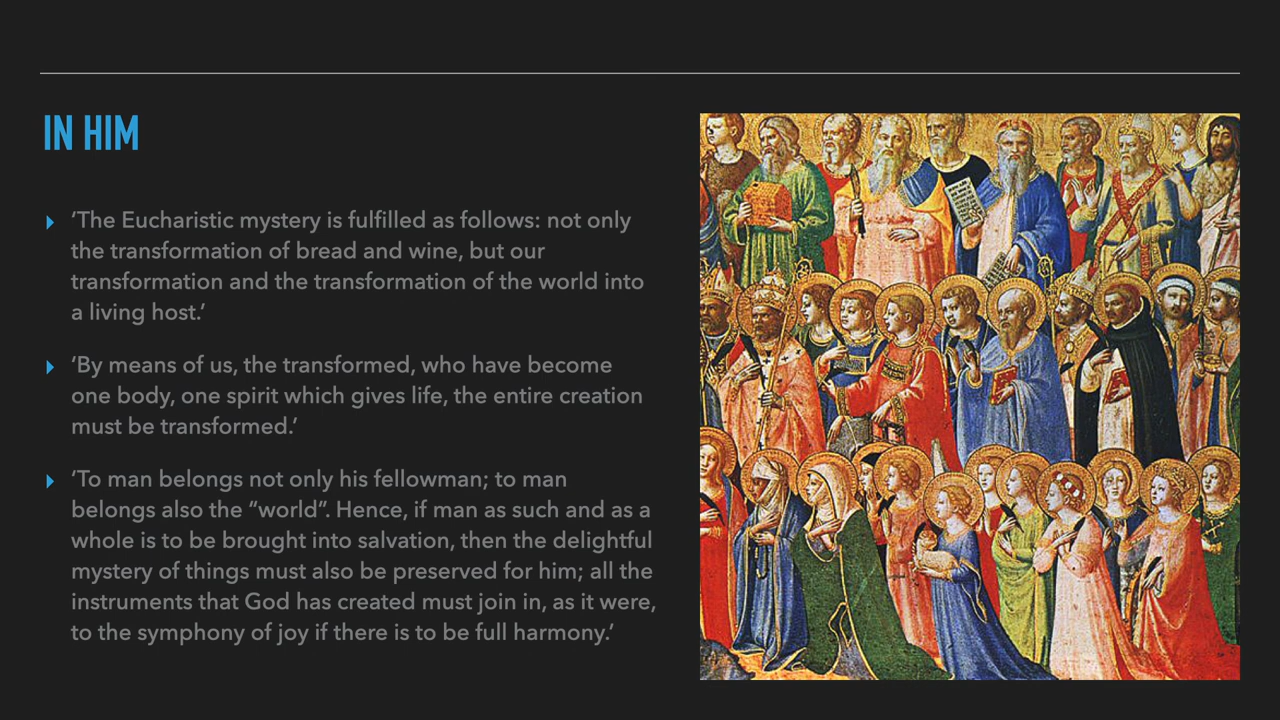 IN HIM
‘The Eucharistic mystery is fulfilled as follows: not only
the transformation of bread and wine, but our
transformation and the transformation of the world into
a living host.’
‘By means of us, the transformed, who have become
one body, one spirit which gives life, the entire creation
must be transformed.’
‘To man belongs not only his fellowman; to man
belongs also the “world”. Hence, if man as such and as a
whole is to be brought into salvation, then the delightful
mystery of things must also be preserved for him; all the
instruments that God has created must join in, as it were,
to the symphony of joy if there is to be full harmony.’